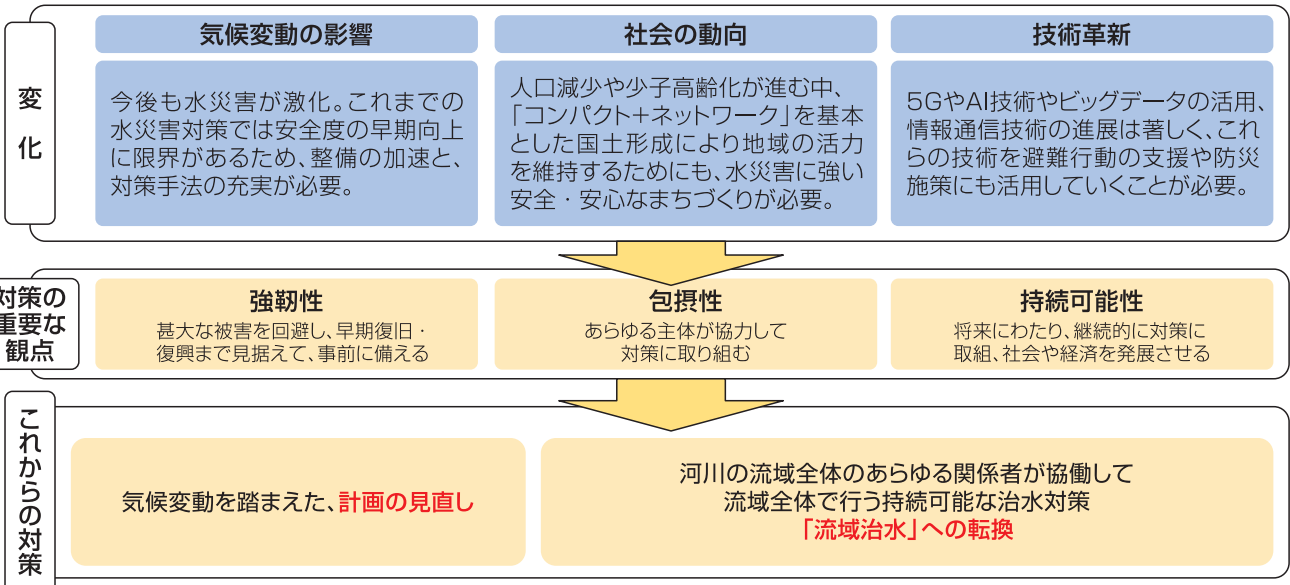 変化
気候変動の影響
今後も水災害が激化。これまでの
水災害対策では安全度の早期向上
に限界があるため、整備の加速と、
対策手法の充実が必要。
社会の動向
人口減少や少子高齢化が進む中、
「コンパクト+ネットワーク」を基本
とした国土形成により地域の活力
を維持するためにも、水災害に強い
安全・安心なまちづくりが必要。
技術革新
5GやAI技術やビッグデータの活用、
情報通信技術の進展は著しく、これ
らの技術を避難行動の支援や防災
施策にも活用していくことが必要。
対策の
重要な
観点
強靭性
甚大な被害を回避し、早期復旧・
復興まで見据えて、事前に備える
包摂性
あらゆる主体が協力して
対策に取り組む
持続可能性
将来にわたり、継続的に対策に
取組、社会や経済を発展させる
これからの対策
気候変動を踏まえた、計画の見直し
河川の流域全体のあらゆる関係者が協働して
流域全体で行う持続可能な治水対策
「流域治水」への転換